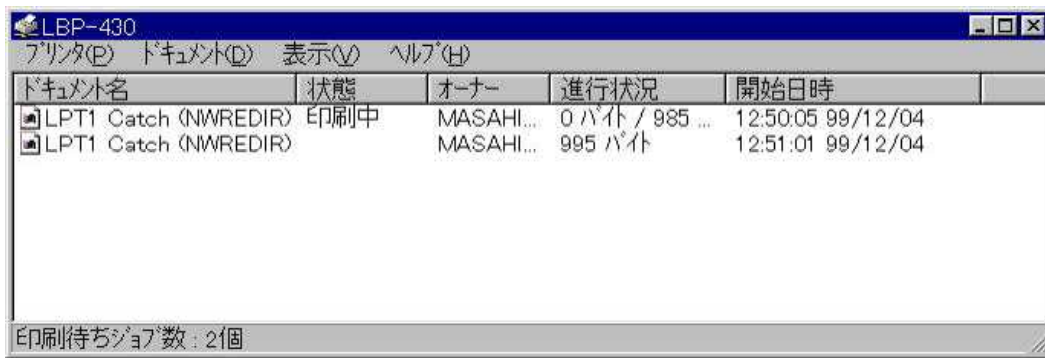 LBP-430
ﾌﾟﾘﾝﾀ(P) ﾄﾞｷｭﾒﾝﾄ(D) 表示(V) ﾍﾙﾌﾟ(H)
ﾄﾞｷｭﾒﾝﾄ名 状態 ｵｰﾅｰ 進行状況 開始日時
LPT1 Catch (NWREDIR) 印刷中 MASAHI... 0 ﾊﾞｲﾄ / 985 ... 12:50:05 99/12/04
LPT1 Catch (NWREDIR) MASAHI... 995 ﾊﾞｲﾄ 12:51:01 99/12/04
印刷待ちｼﾞｮﾌﾞ数 : 2個